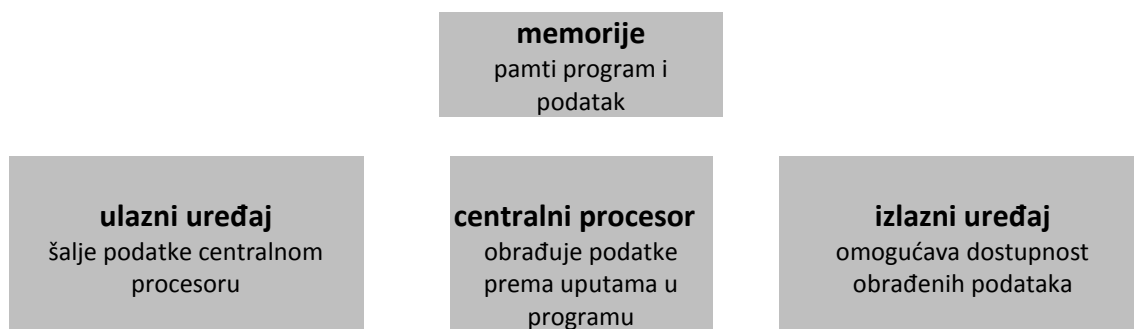 memorije
pamti program i
podatak
ulazni uređaj
šalje podatke centralnom
procesoru
centralni procesor
obrađuje podatke
prema uputama u
programu
izlazni uređaj
omogućava dostupnost
obrađenih podataka